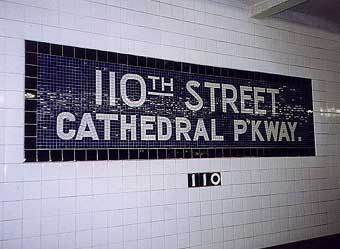 110TH STREET
CATHEDRAL P'KWAY.
110